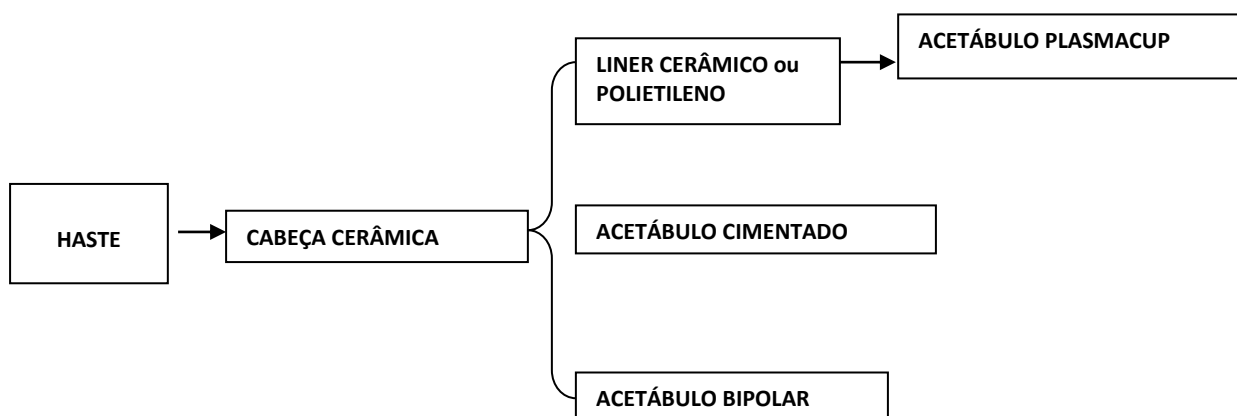 HASTE
CABEÇA CERÂMICA
LINER CERÂMICO ou
POLIETILENO
ACETÁBULO PLASMACUP
ACETÁBULO CIMENTADO
ACETÁBULO BIPOLAR